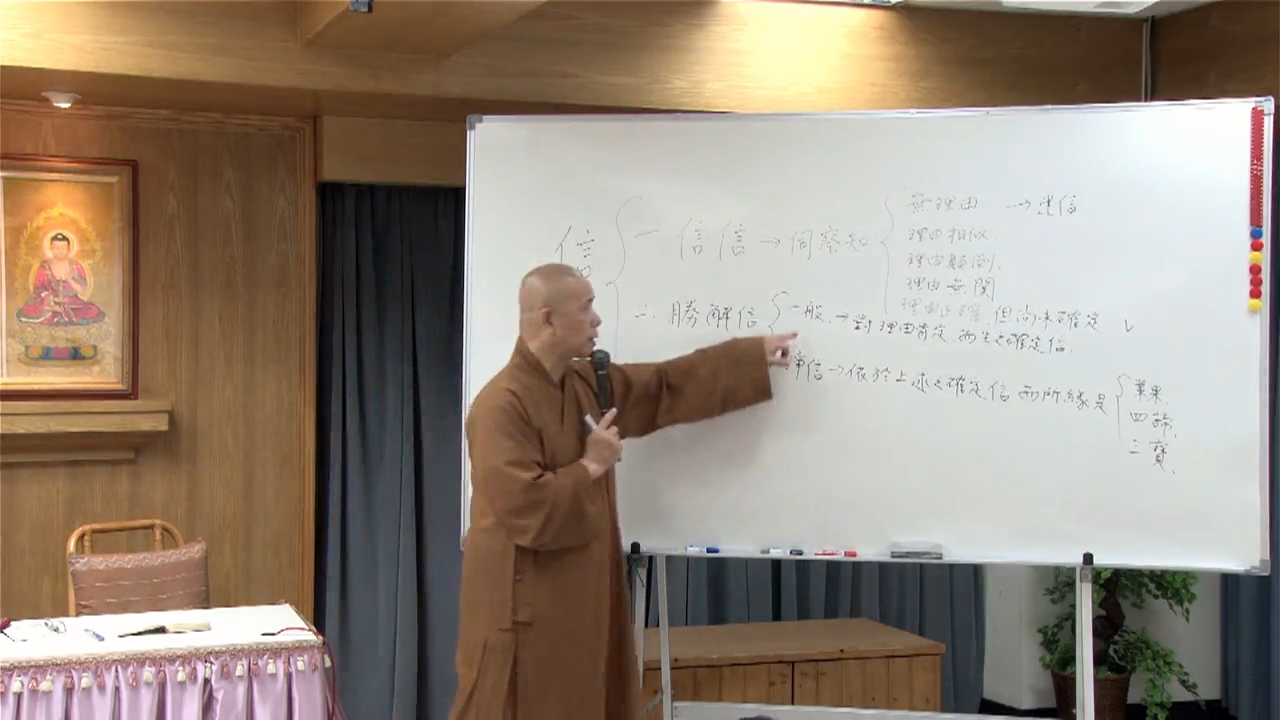 信 一 信信→伺察知
無理由 →迷信
理由相似
理由顛倒
理由無關
理由正確,但尚未確定
二 勝解信
一般→對理由肯定,而生之確定信
淨信→依於上述之確定信,而所緣是
業果
四諦
三寶